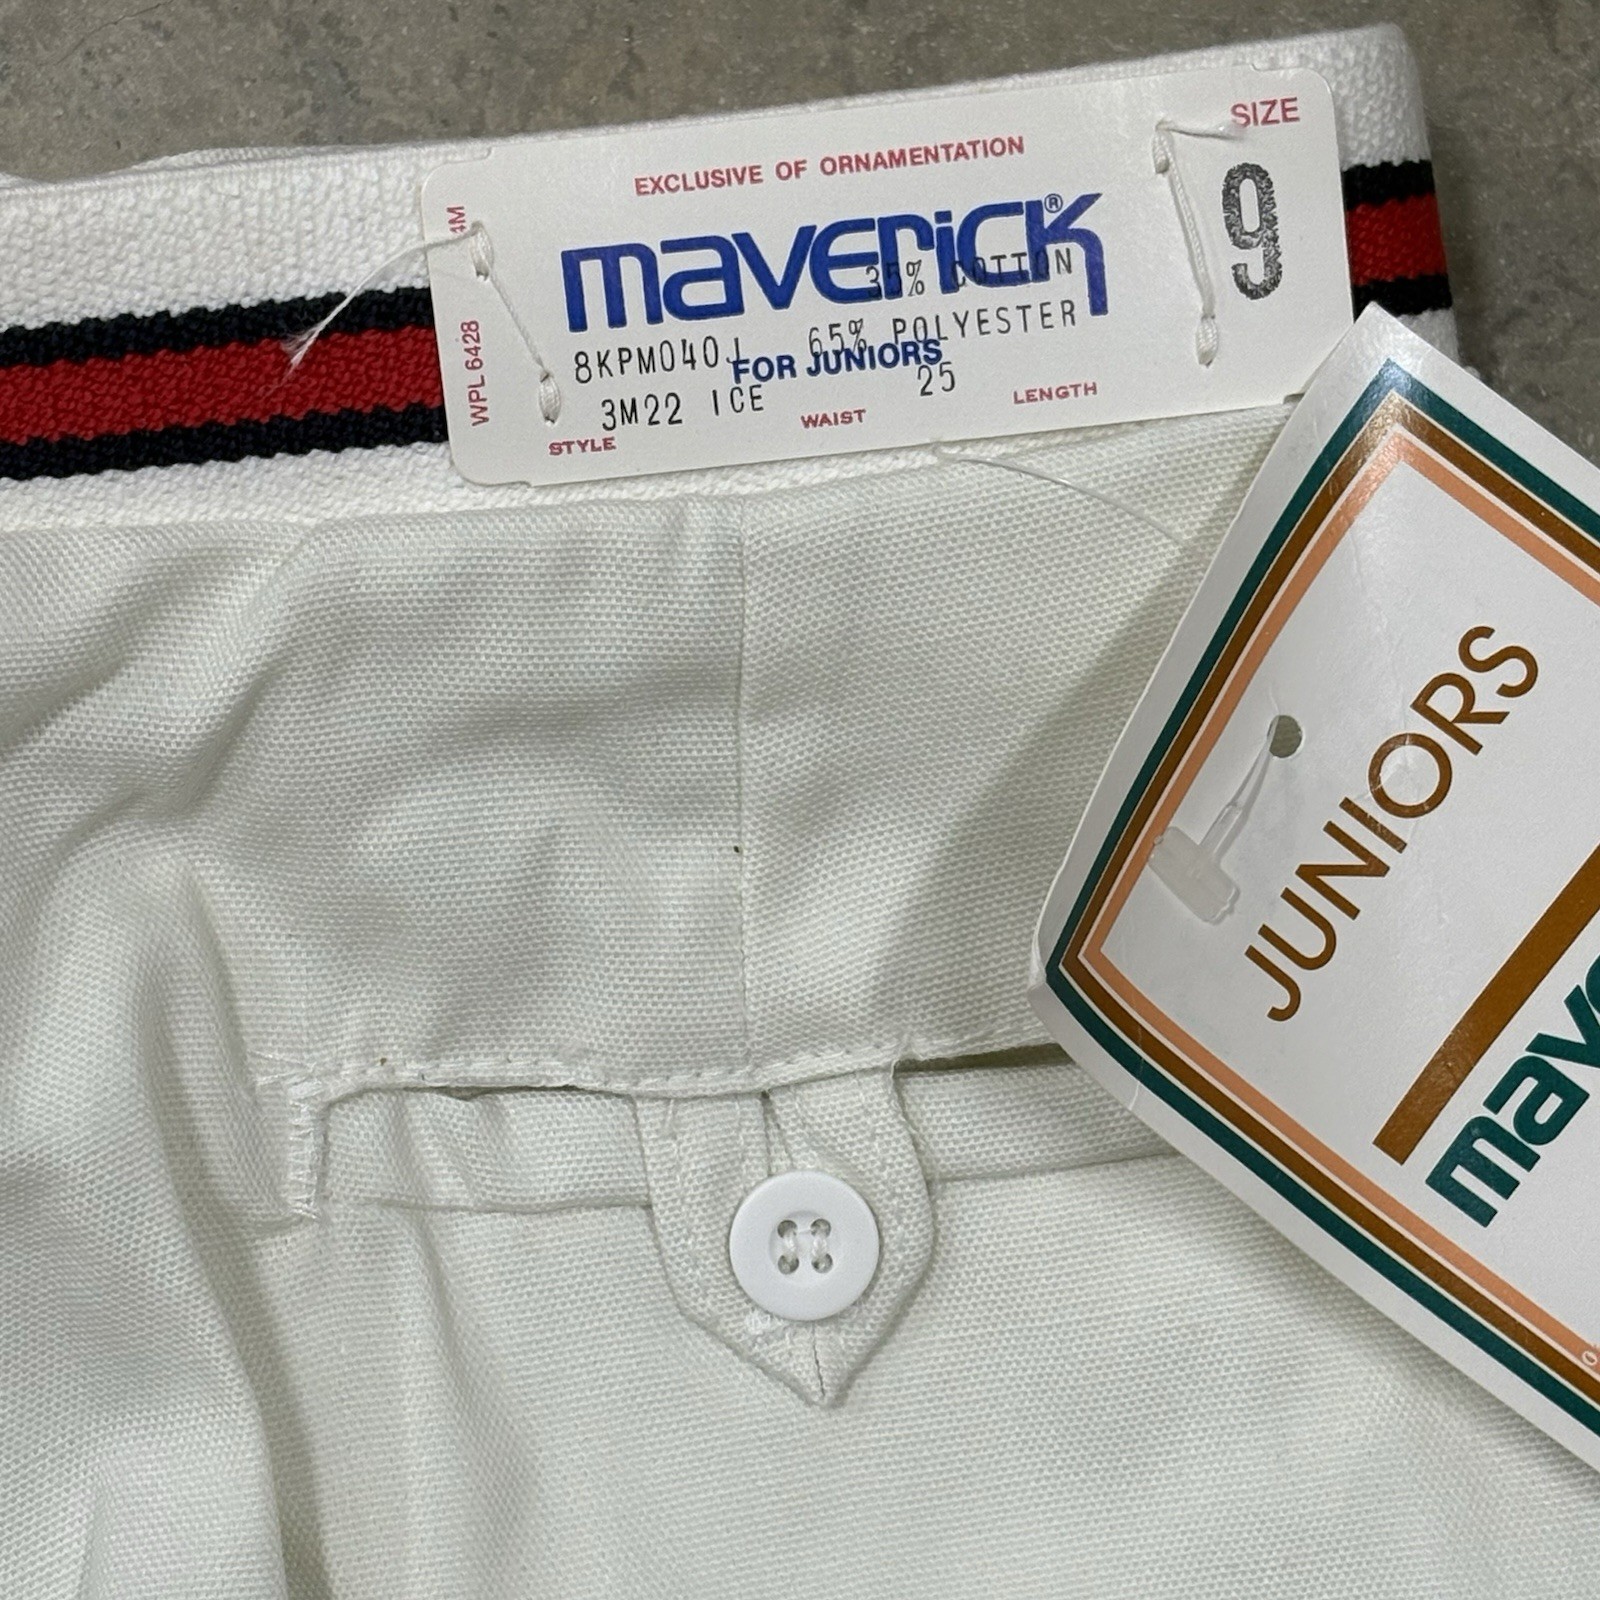 EXCLUSIVE OF ORNAMENTATION
SIZE
maverick®
9
35% COTTON
65% POLYESTER
8KPM040J
FOR JUNIORS
25
3M22 ICE
STYLE
WAIST
LENGTH
WPL 6428
JUNIORS